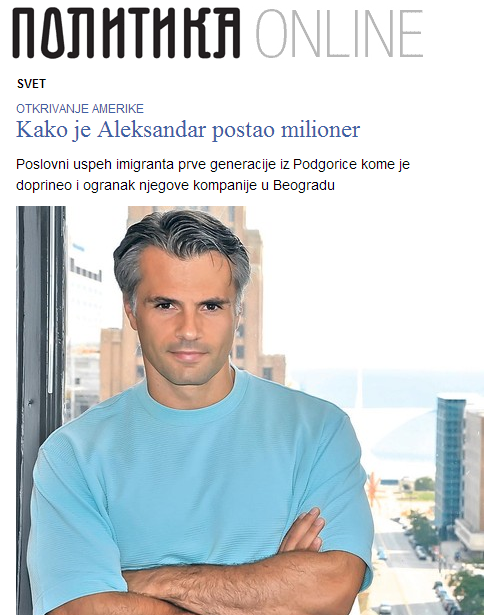 ПОЛИТИКА ONLINE
SVET
OTKRIVANJE AMERIKE
Kako je Aleksandar postao milioner
Poslovni uspeh imigranta prve generacije iz Podgorice kome je
doprineo i ogranak njegove kompanije u Beogradu